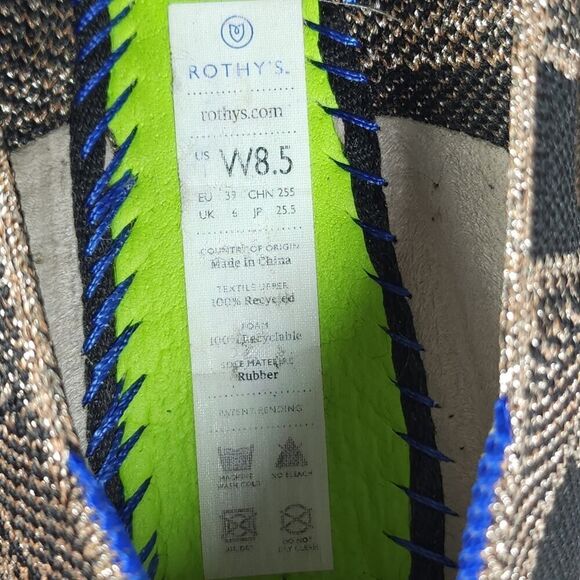 ROTHY'S™
rothys.com
US W8.5
EU 39 CHN 255
UK 6 JP 25.5
COUNTRY OF ORIGIN
Made in China
TEXTILE UPPER
100% Recycled
FOAM
100% Recyclable
SOLE MATERIAL
Rubber
PATENT PENDING
MACHINE NO BLEACH
WASH COLD
AIR DRY DO NOT
DRY CLEAN